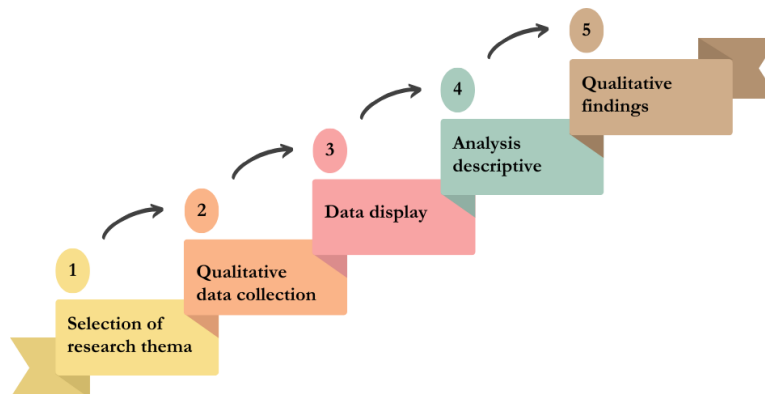 1
Selection of
research thema
2
Qualitative
data collection
3
Data display
4
Analysis
descriptive
5
Qualitative
findings